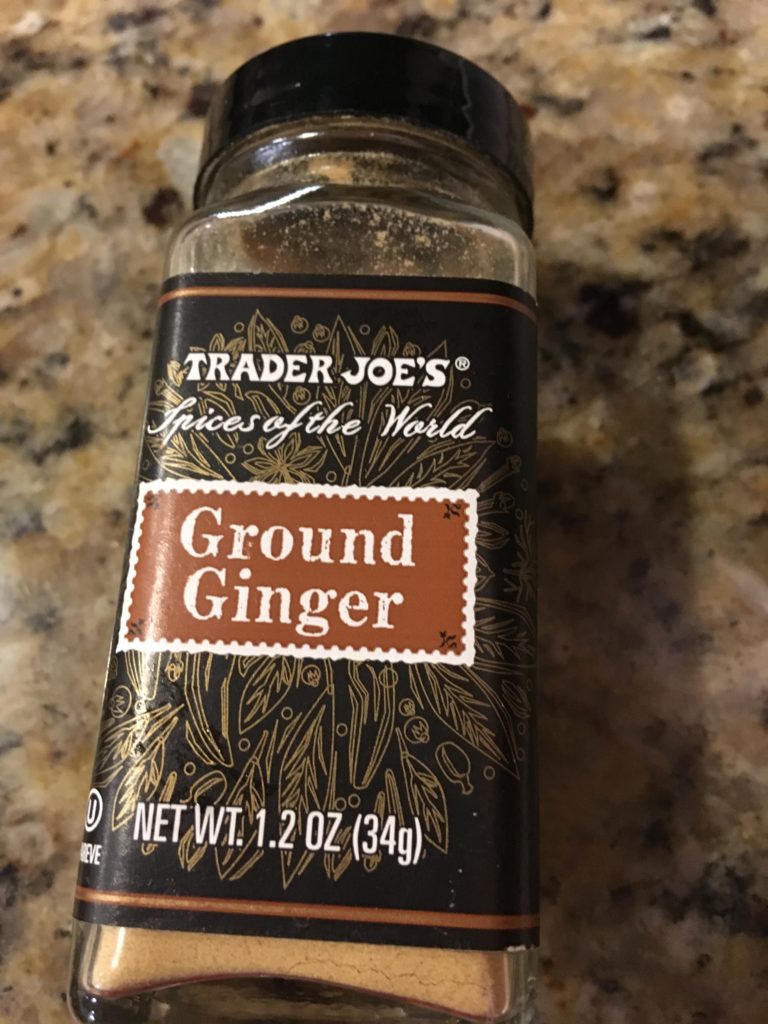 TRADER JOE'S®
Spices of the World
Ground
Ginger
U
NET WT. 1.2 OZ (34g)